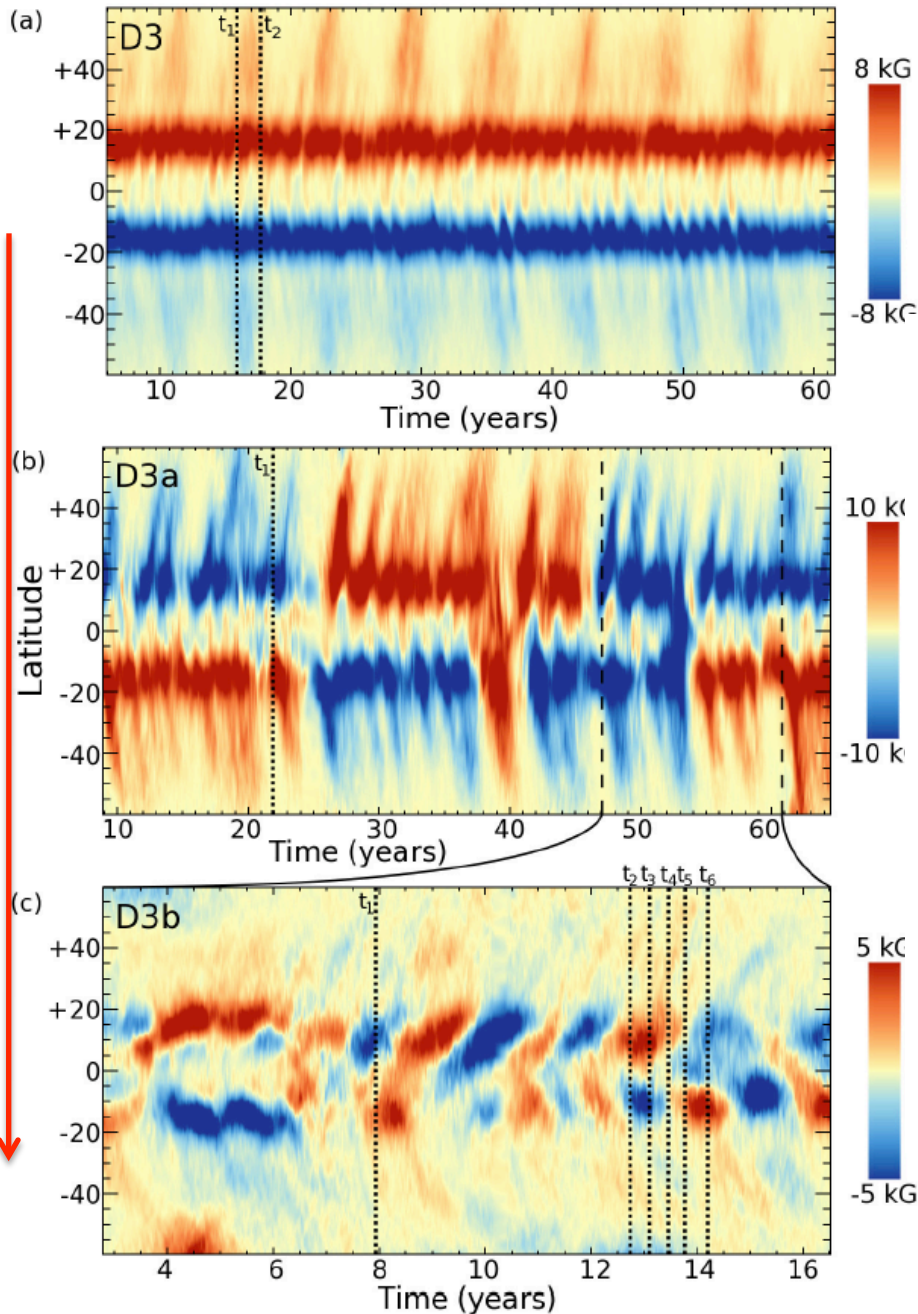 (a)
D3
t1
t2
+40
+20
0
-20
-40
10 20 30 40 50 60
Time (years)
8 kG
-8 kG
(b)
D3a
t1
Latitude
+40
+20
0
-20
-40
10 20 30 40 50 60
Time (years)
10 kG
-10 kG
(c)
D3b
t1
t2 t3 t4 t5 t6
+40
+20
0
-20
-40
4 6 8 10 12 14 16
Time (years)
5 kG
-5 kG